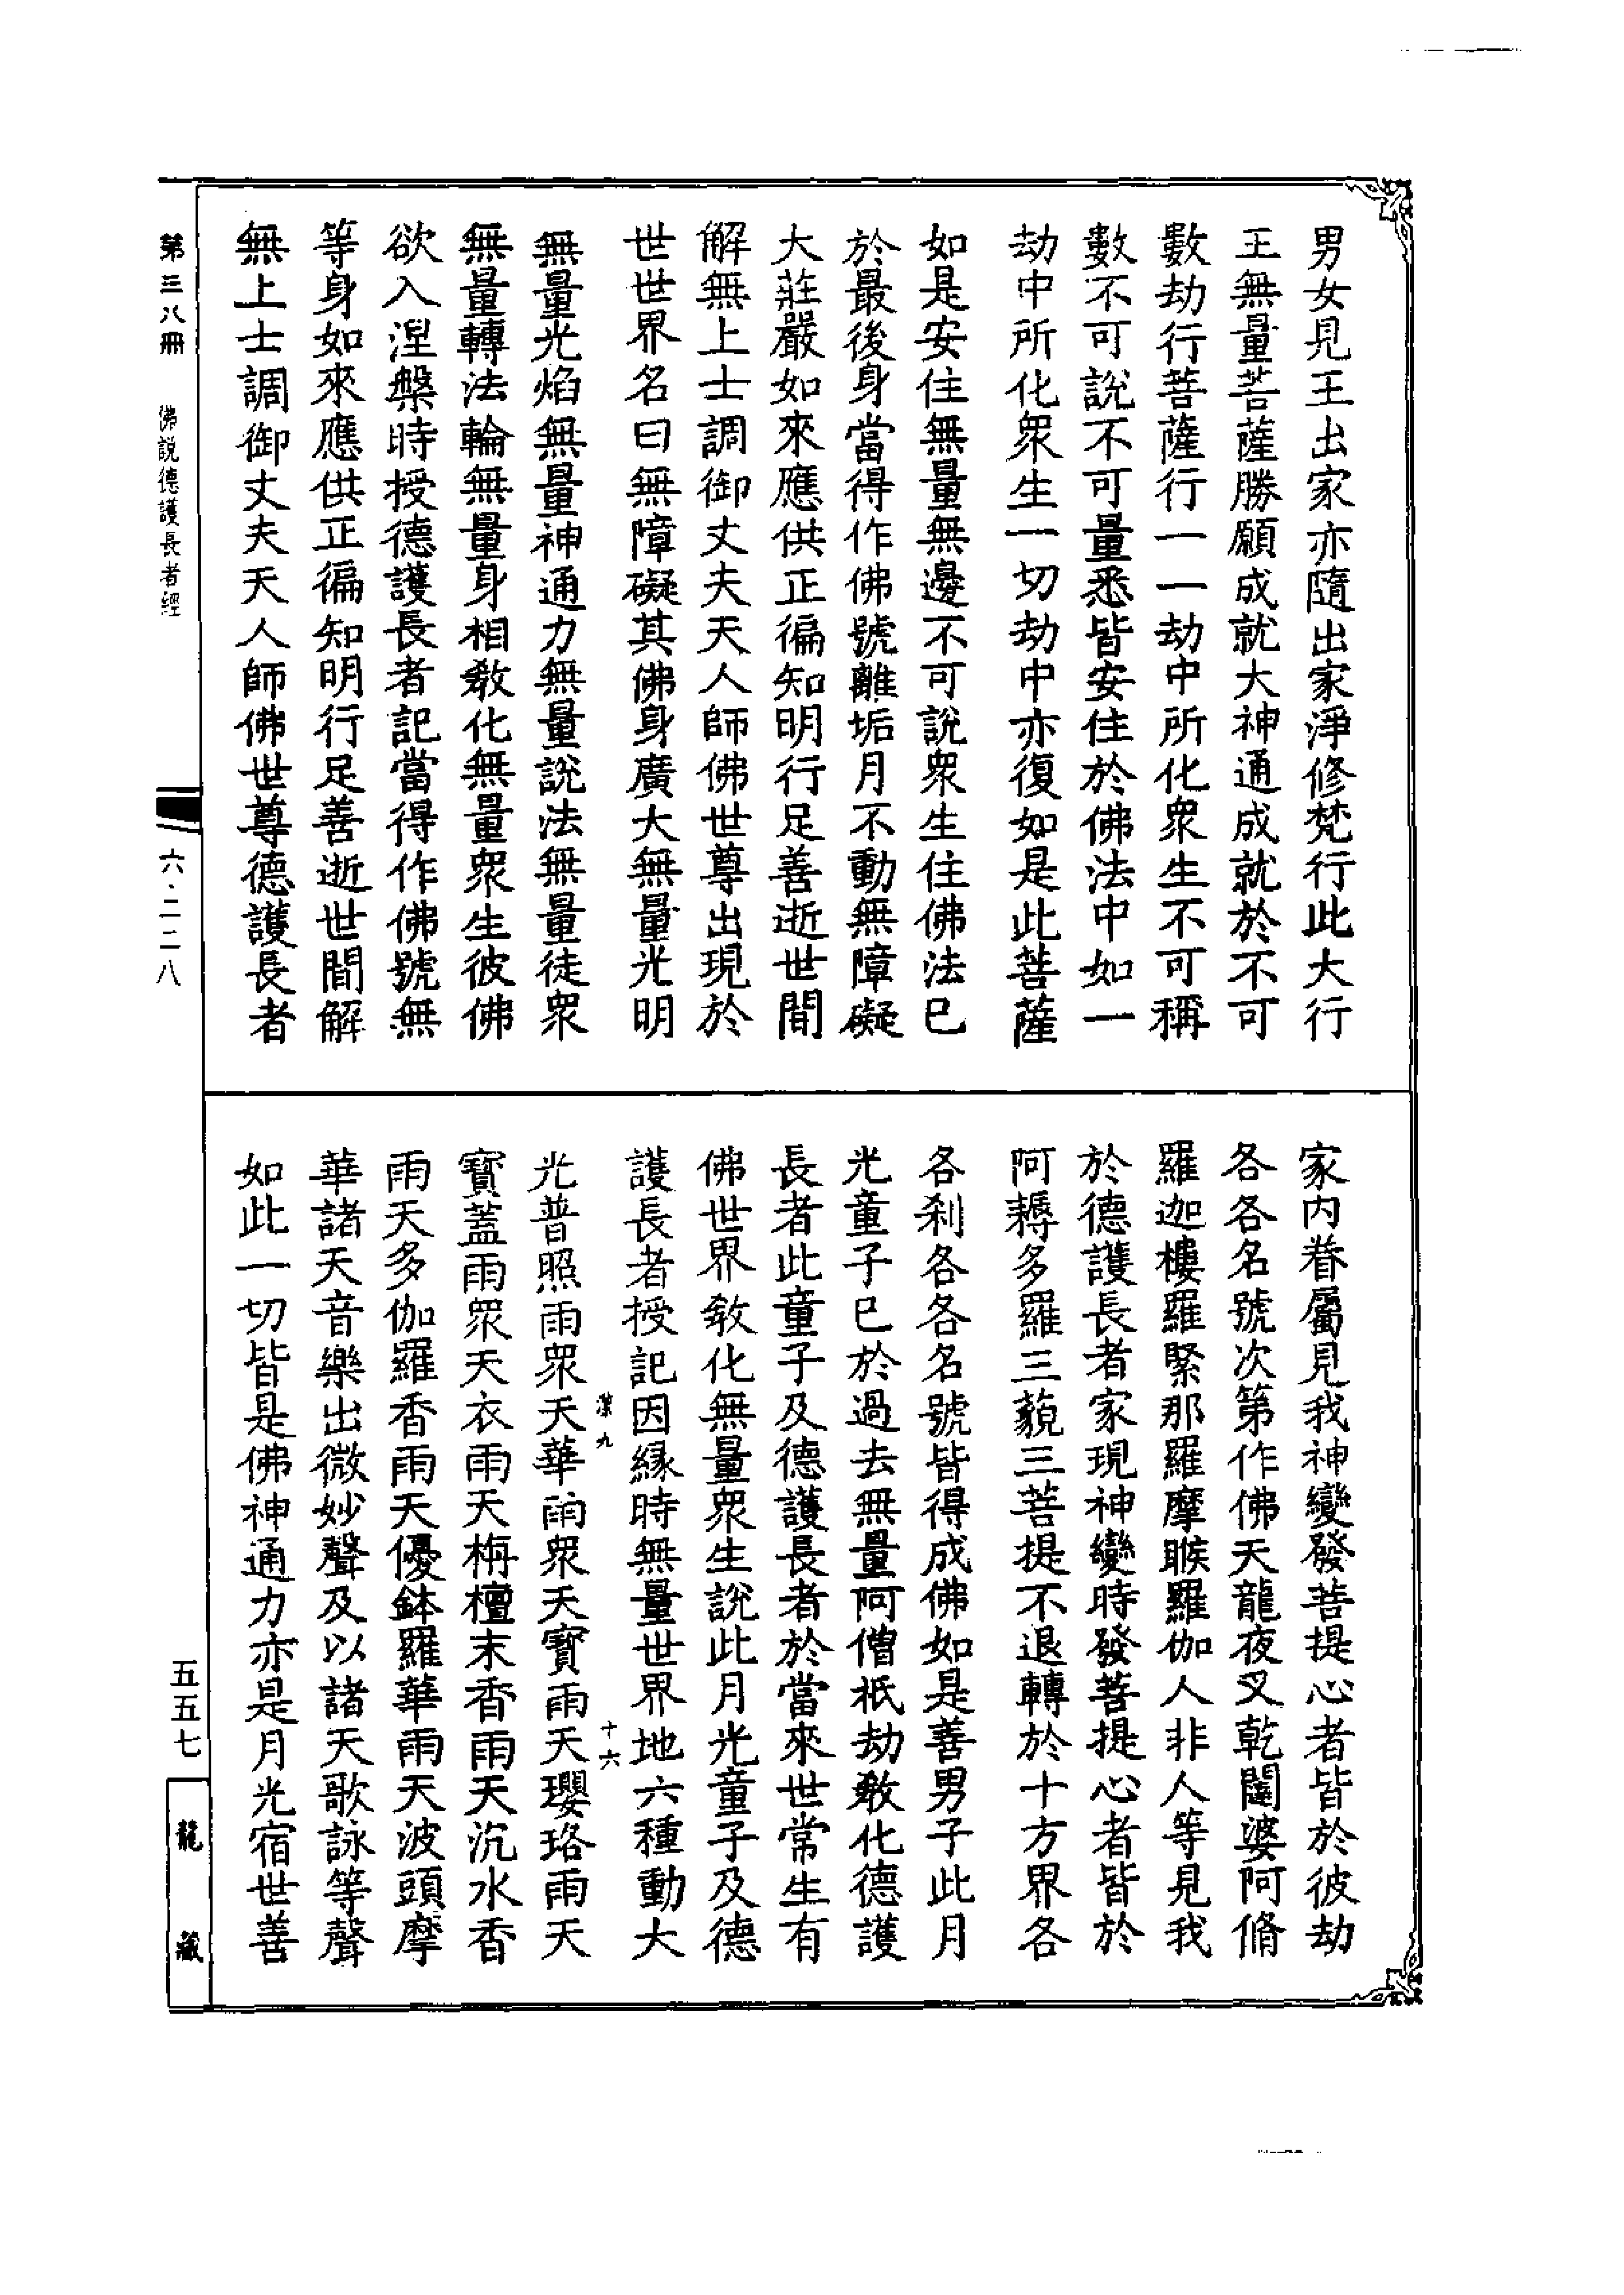 男女見王出家亦隨出家淨修梵行此大行
王無量菩薩勝願成就大神通成就於不可
數劫行菩薩行一一劫中所化衆生不可稱
數不可說不可量悉皆安住於佛法中如一
劫中所化衆生一切劫中亦復如是此菩薩
如是安住無量無邊不可說衆生住佛法已
於最後身當得作佛號離垢月不動無障礙
大莊嚴如來應供正徧知明行足善逝世間
解無上士調御丈夫天人師佛世尊出現於
世世界名曰無障礙其佛身廣大無量光明
無量光焰無量神通力無量說法無量徒衆
無量轉法輪無量身相教化無量衆生彼佛
欲入涅槃時授德護長者記當得作佛號無
等身如來應供正徧知明行足善逝世間解
無上士調御丈夫天人師佛世尊德護長者
家内眷屬見我神變發菩提心者皆於彼劫
各各名號次第作佛天龍夜叉乾闥婆阿脩
羅迦樓羅緊那羅摩睺羅伽人非人等見我
於德護長者家現神變時發菩提心者皆於
阿耨多羅三藐三菩提不退轉於十方界各
各刹各各名號皆得成佛如是善男子此月
光童子已於過去無量阿僧祇劫教化德護
長者此童子及德護長者於當來世常生有
佛世界教化無量衆生說此月光童子及德
護長者授記因緣時無量世界地六種動大
漢九
十六
光普照雨衆天華雨衆天寶雨天瓔珞雨天
寶蓋雨衆天衣雨天栴檀末香雨天沉水香
雨天多伽羅香雨天優鉢羅華雨天波頭摩
華諸天音樂出微妙聲及以諸天歌詠等聲
如此一切皆是佛神通力亦是月光宿世善
第三八冊
佛說德護長者經
六·二二八
五五七
龍藏